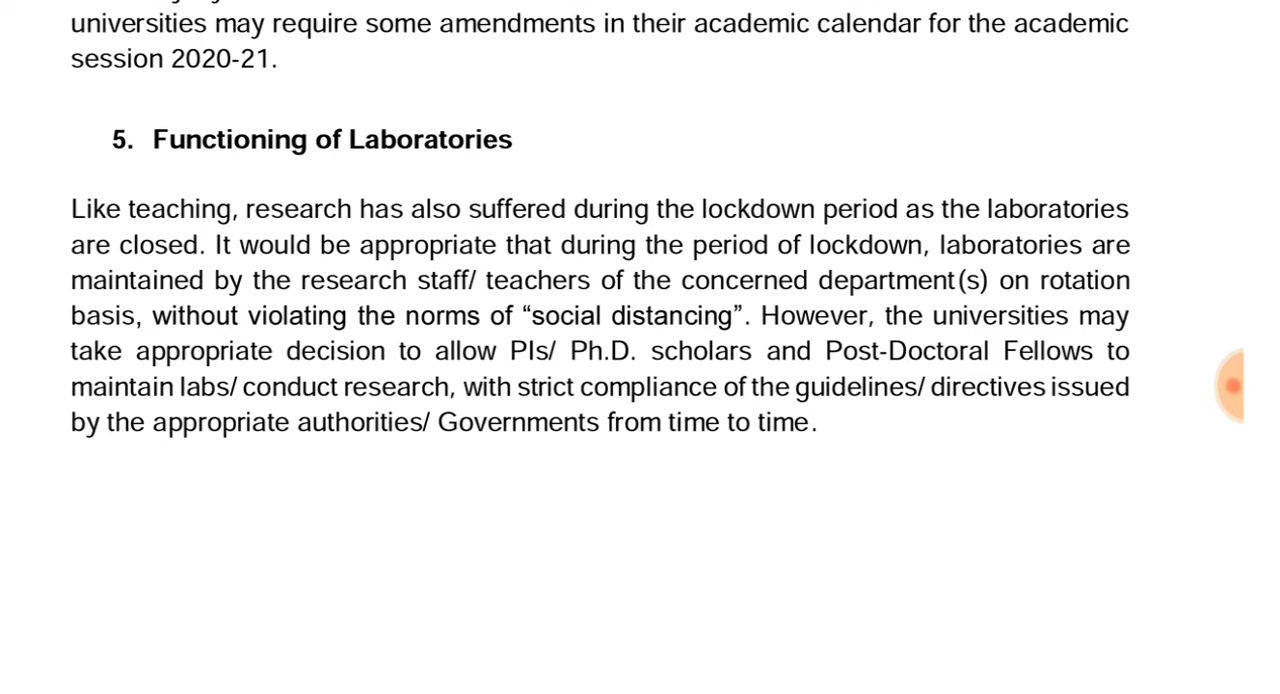 universities may require some amendments in their academic calendar for the academic
session 2020-21.
5. Functioning of Laboratories
Like teaching, research has also suffered during the lockdown period as the laboratories
are closed. It would be appropriate that during the period of lockdown, laboratories are
maintained by the research staff/ teachers of the concerned department(s) on rotation
basis, without violating the norms of “social distancing”. However, the universities may
take appropriate decision to allow PIs/ Ph.D. scholars and Post-Doctoral Fellows to
maintain labs/ conduct research, with strict compliance of the guidelines/ directives issued
by the appropriate authorities/ Governments from time to time.